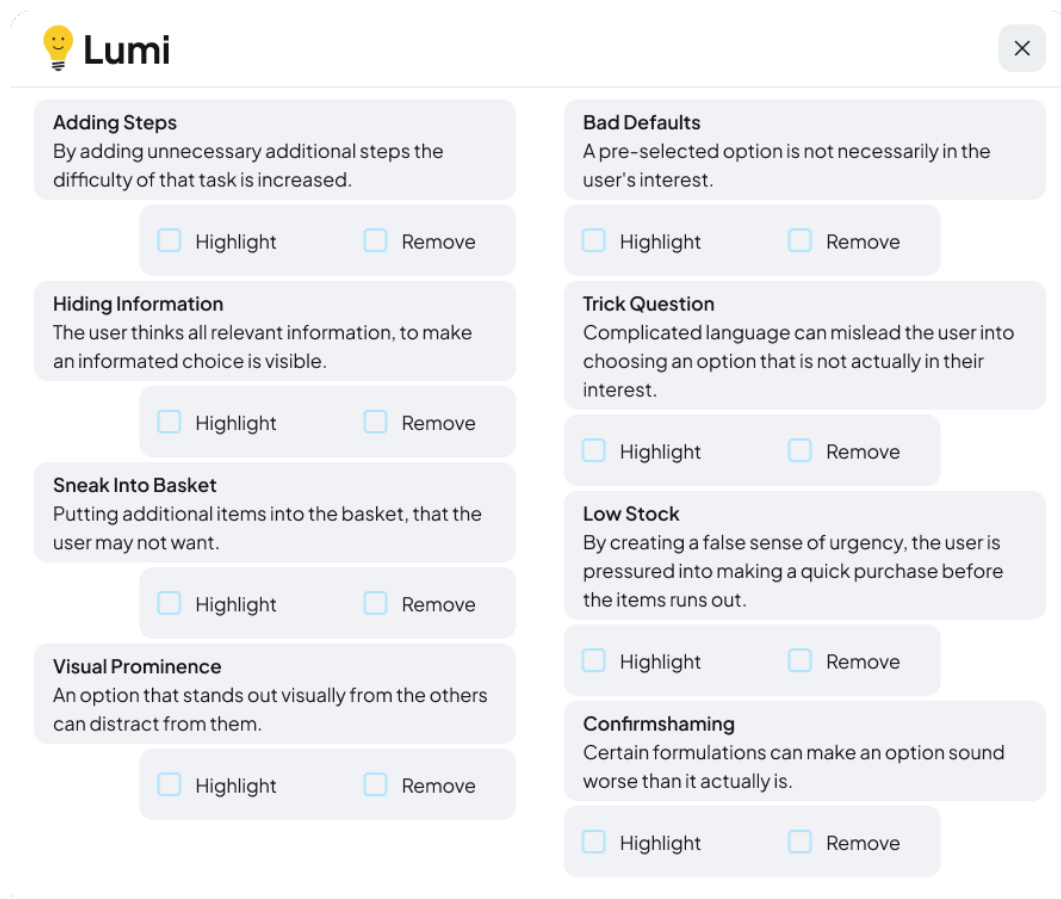 Lumi
Adding Steps
By adding unnecessary additional steps the
difficulty of that task is increased.
Highlight Remove
Hiding Information
The user thinks all relevant information, to make
an informated choice is visible.
Highlight Remove
Sneak Into Basket
Putting additional items into the basket, that the
user may not want.
Highlight Remove
Visual Prominence
An option that stands out visually from the others
can distract from them.
Highlight Remove
Bad Defaults
A pre-selected option is not necessarily in the
user's interest.
Highlight Remove
Trick Question
Complicated language can mislead the user into
choosing an option that is not actually in their
interest.
Highlight Remove
Low Stock
By creating a false sense of urgency, the user is
pressured into making a quick purchase before
the items runs out.
Highlight Remove
Confirmshaming
Certain formulations can make an option sound
worse than it actually is.
Highlight Remove